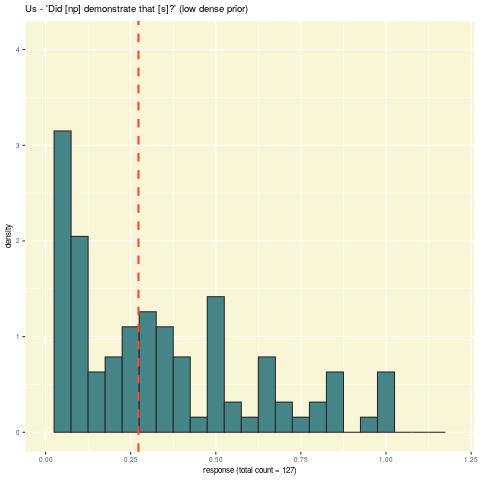 Us - 'Did [np] demonstrate that [s]?' (low dense prior)
4
3
2
1
0
density
0.00 0.25 0.50 0.75 1.00 1.25
response (total count = 127)